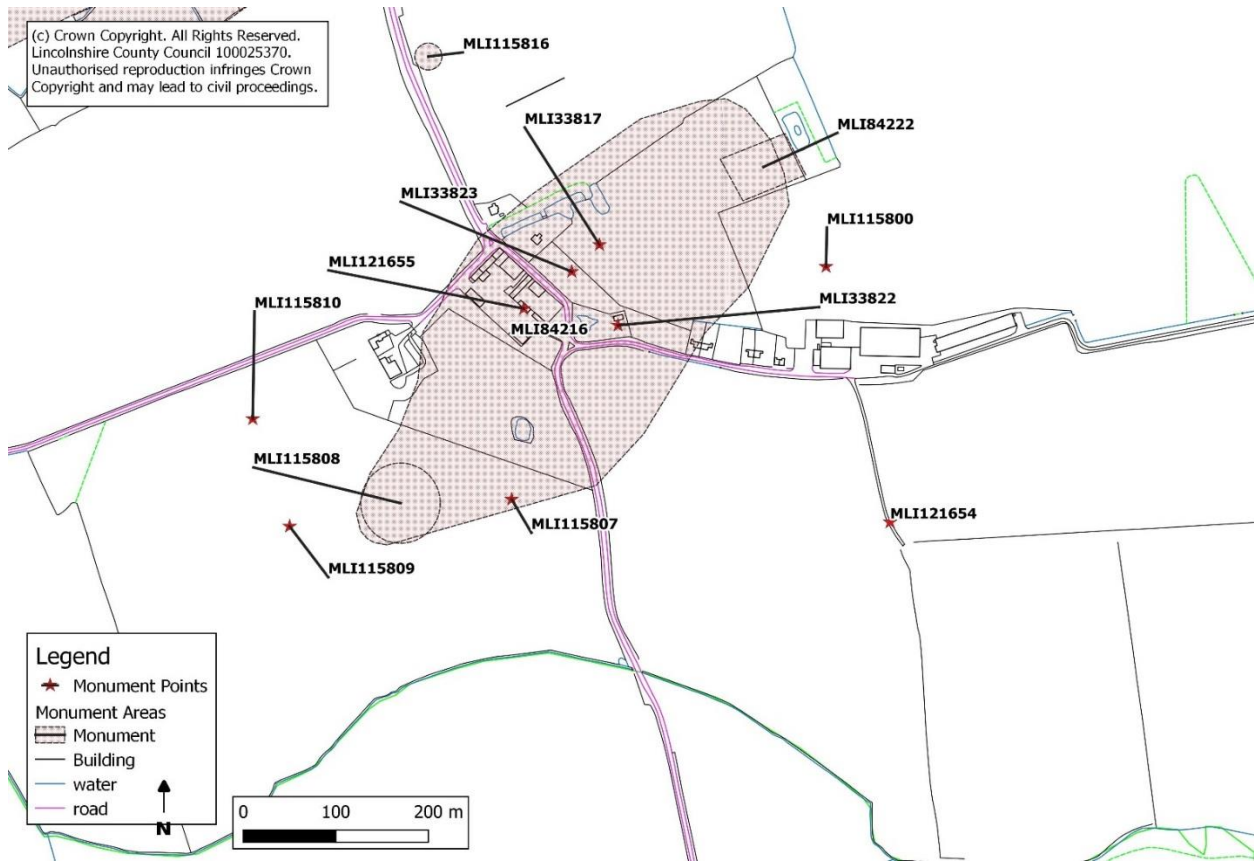 (c) Crown Copyright. All Rights Reserved.
Lincolnshire County Council 100025370.
Unauthorised reproduction infringes Crown
Copyright and may lead to civil proceedings.
MLI115816
MLI33817
MLI84222
MLI33823
MLI115800
MLI121655
MLI115810
MLI33822
MLI84216
MLI115808
MLI115807
MLI121654
MLI115809
Legend
Monument Points
Monument Areas
Monument
Building
water
road
N
0 100 200 m